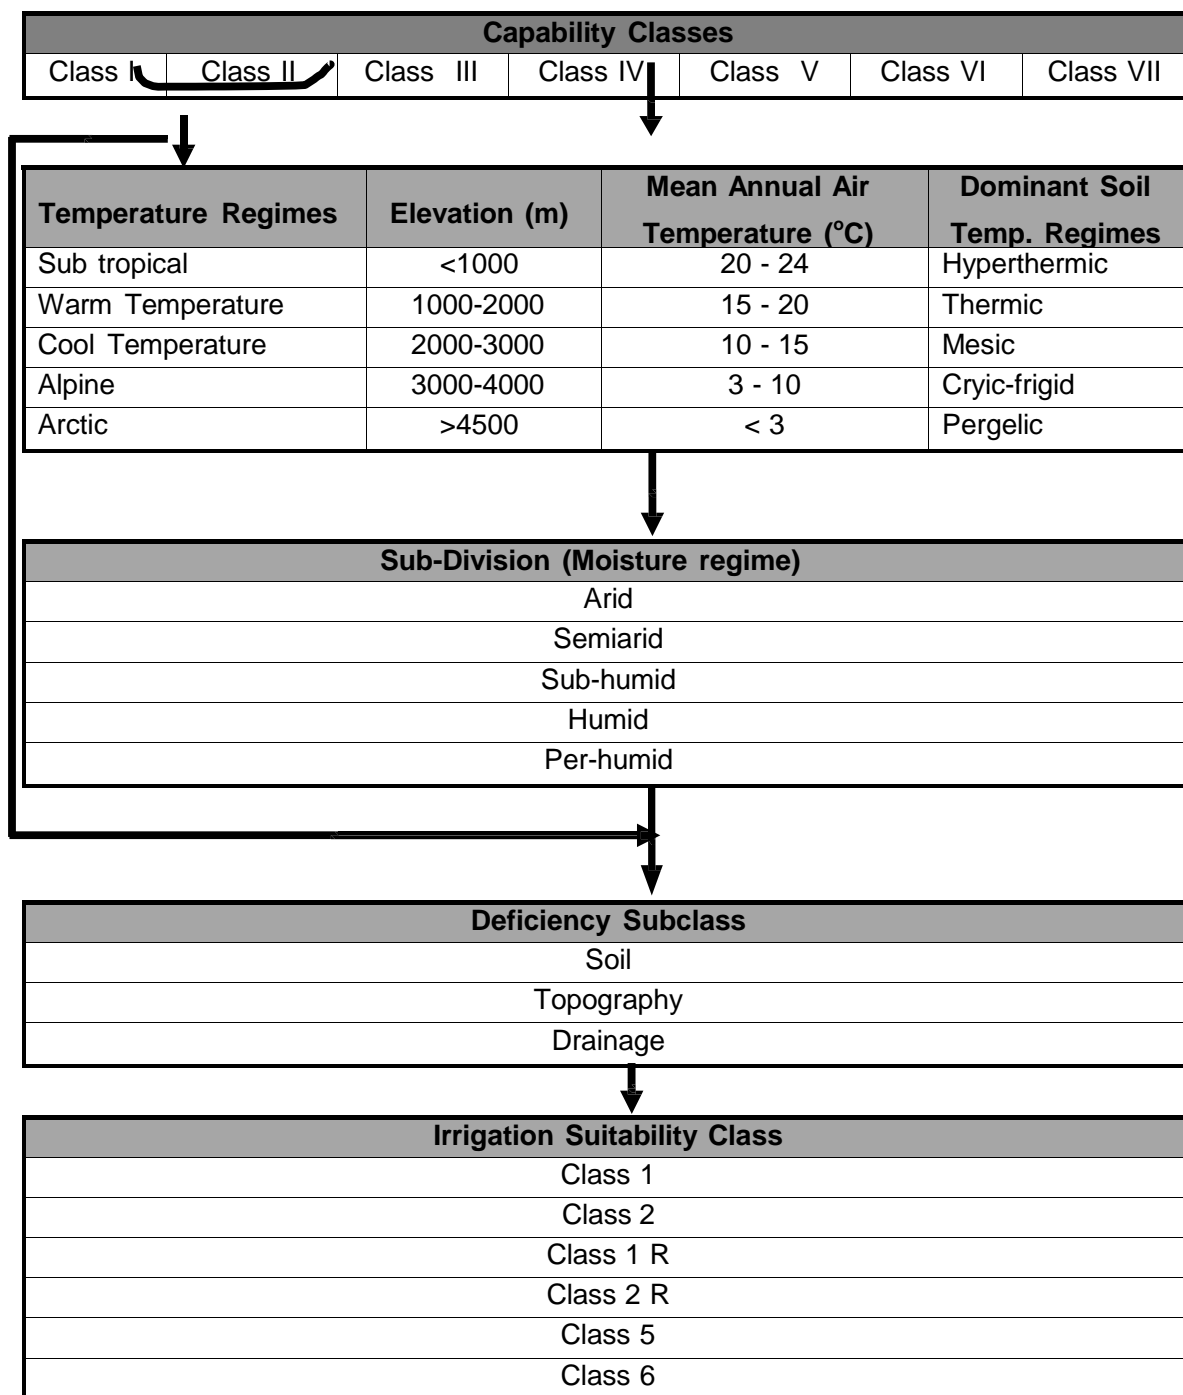 Capability Classes
Class I Class II Class III Class IV Class V Class VI Class VII
Temperature Regimes Elevation (m) Mean Annual Air Temperature (°C) Dominant Soil Temp. Regimes
Sub tropical <1000 20 - 24 Hyperthermic
Warm Temperature 1000-2000 15 - 20 Thermic
Cool Temperature 2000-3000 10 - 15 Mesic
Alpine 3000-4000 3 - 10 Cryic-frigid
Arctic >4500 < 3 Pergelic
Sub-Division (Moisture regime)
Arid
Semiarid
Sub-humid
Humid
Per-humid
Deficiency Subclass
Soil
Topography
Drainage
Irrigation Suitability Class
Class 1
Class 2
Class 1 R
Class 2 R
Class 5
Class 6